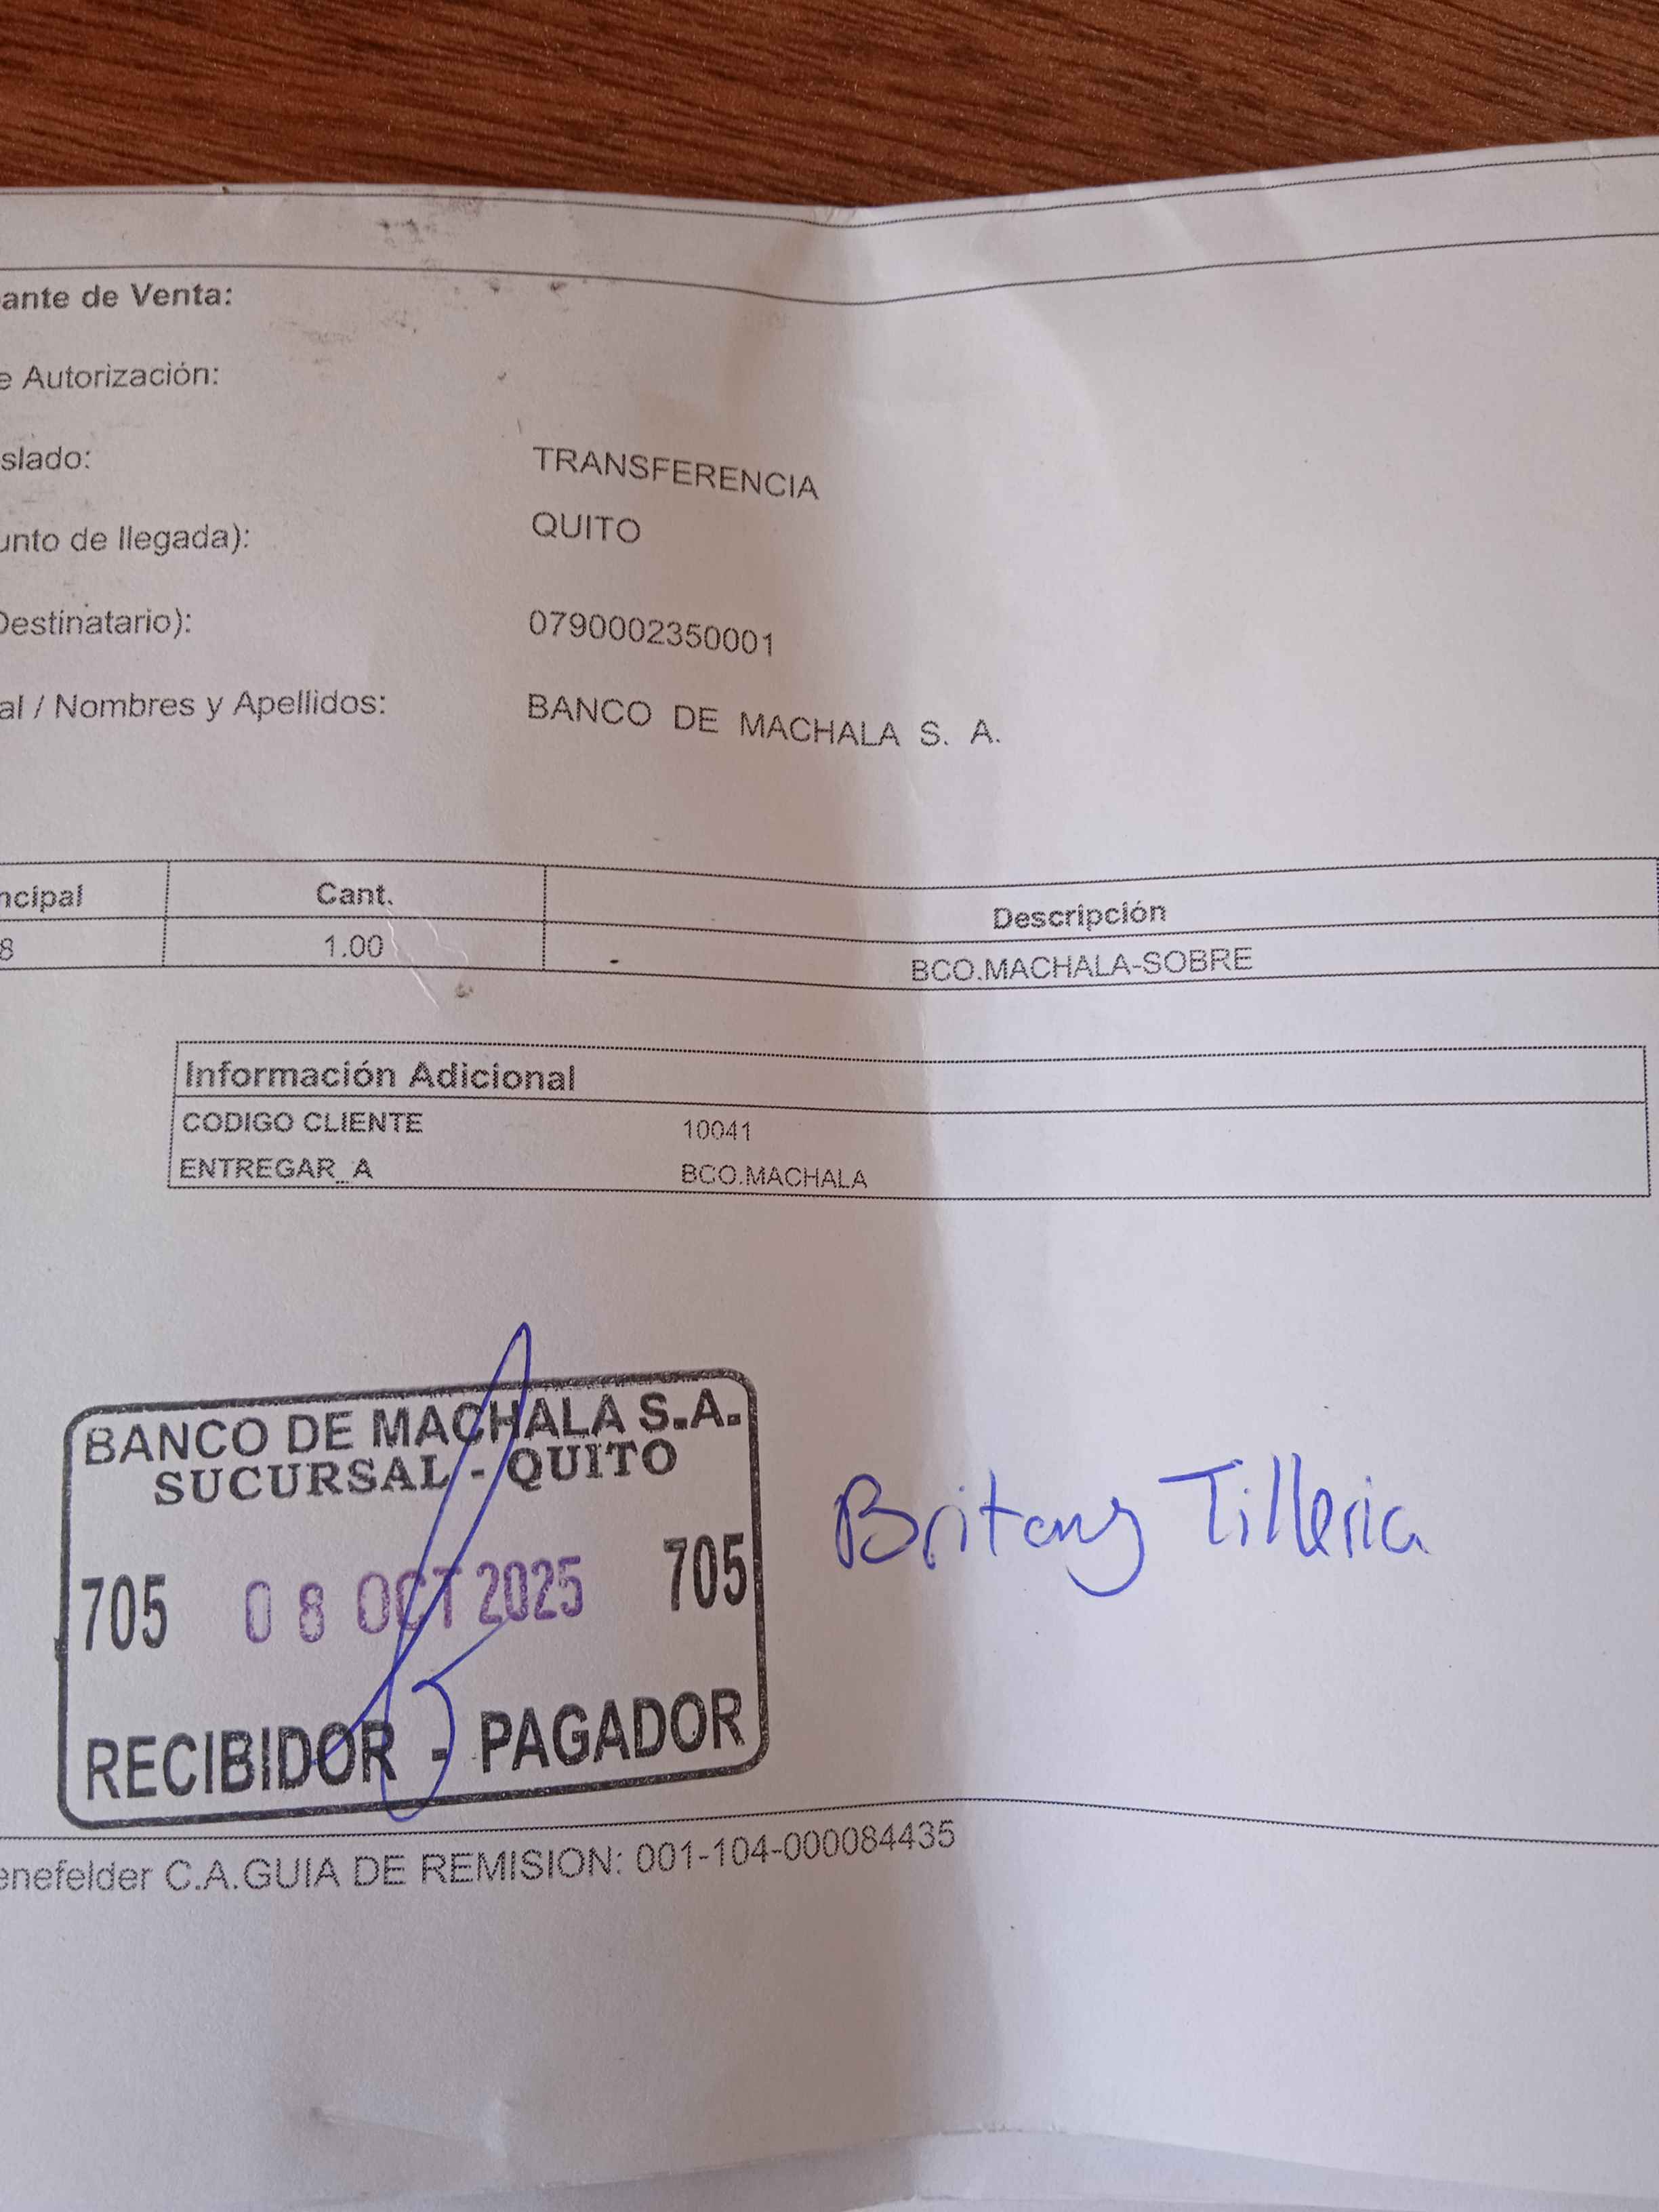 ante de Venta:
e Autorización:
slado: TRANSFERENCIA
unto de llegada): QUITO
Destinatario): 0790002350001
al / Nombres y Apellidos: BANCO DE MACHALA S. A.
ncipal Cant. Descripción
8 1.00 BCO.MACHALA-SOBRE
Información Adicional
CODIGO CLIENTE 10041
ENTREGAR_A BCO.MACHALA
BANCO DE MACHALA S.A.
SUCURSAL - QUITO
705 08 OCT 2025 705
RECIBIDOR - PAGADOR
Britany Tilleria
enefelder C.A.GUIA DE REMISION: 001-104-000084435